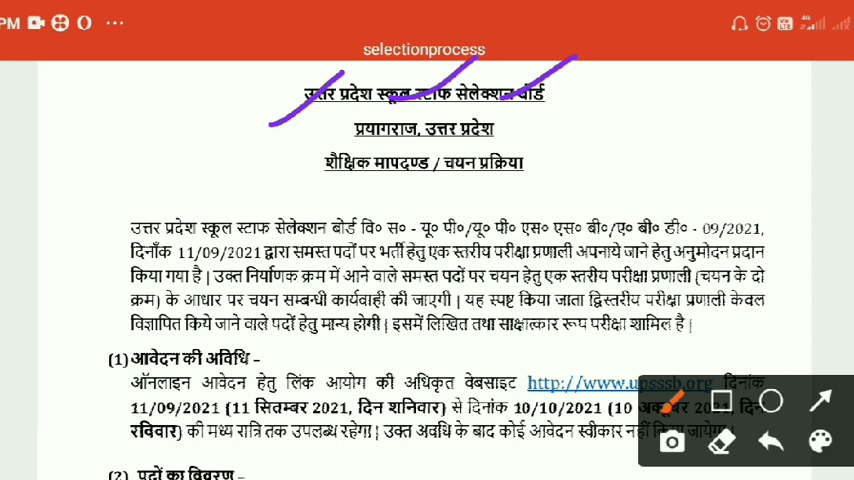 PM
selectionprocess
उत्तर प्रदेश स्कूल स्टाफ सेलेक्शन बोर्ड
प्रयागराज, उत्तर प्रदेश
शैक्षिक मापदण्ड / चयन प्रक्रिया
उत्तर प्रदेश स्कूल स्टाफ सेलेक्शन बोर्ड वि० स० - यू० पी०/यू० पी० एस० एस० बी०/ए० बी० डी० - 09/2021,
दिनाँक 11/09/2021 द्वारा समस्त पदों पर भर्ती हेतु एक स्तरीय परीक्षा प्रणाली अपनाये जाने हेतु अनुमोदन प्रदान
किया गया है | उक्त निर्याणक क्रम में आने वाले समस्त पदों पर चयन हेतु एक स्तरीय परीक्षा प्रणाली (चयन के दो
क्रम) के आधार पर चयन सम्बन्धी कार्यवाही की जाएगी | यह स्पष्ट किया जाता द्विस्तरीय परीक्षा प्रणाली केवल
विज्ञापित किये जाने वाले पदों हेतु मान्य होगी | इसमें लिखित तथा साक्षात्कार रूप परीक्षा शामिल है |
(1) आवेदन की अविधि –
ऑनलाइन आवेदन हेतु लिंक आयोग की अधिकृत वेबसाइट http://www.upsssb.org दिनांक
11/09/2021 (11 सितम्बर 2021, दिन शनिवार) से दिनांक 10/10/2021 (10 अक्टूबर 2021, दिन
रविवार) की मध्य रात्रि तक उपलब्ध रहेगा | उक्त अवधि के बाद कोई आवेदन स्वीकार नहीं किया जायेगा |
(2) पदों का विवरण –